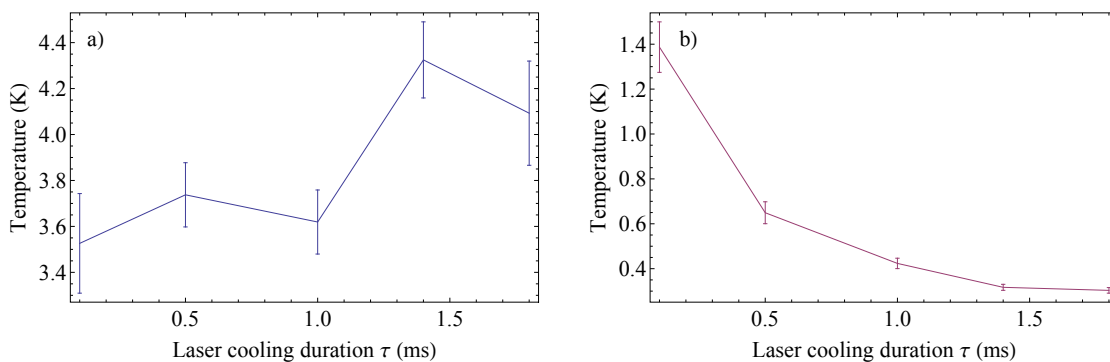 a)
Temperature (K)
4.4
4.2
4.0
3.8
3.6
3.4
0.5 1.0 1.5
Laser cooling duration τ (ms)
b)
Temperature (K)
1.4
1.2
1.0
0.8
0.6
0.4
0.5 1.0 1.5
Laser cooling duration τ (ms)